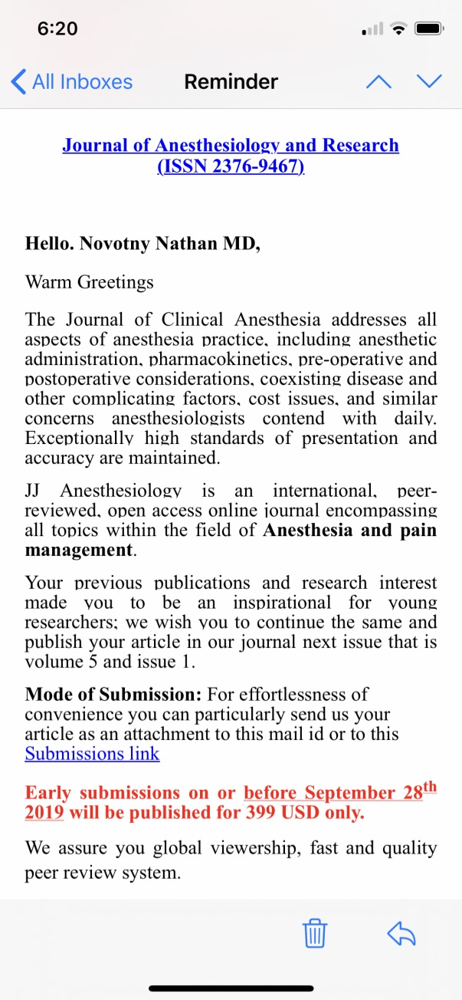 6:20
All Inboxes
Reminder
Journal of Anesthesiology and Research
(ISSN 2376-9467)
Hello. Novotny Nathan MD,
Warm Greetings
The Journal of Clinical Anesthesia addresses all
aspects of anesthesia practice, including anesthetic
administration, pharmacokinetics, pre-operative and
postoperative considerations, coexisting disease and
other complicating factors, cost issues, and similar
concerns anesthesiologists contend with daily.
Exceptionally high standards of presentation and
accuracy are maintained.
JJ Anesthesiology is an international, peer-
reviewed, open access online journal encompassing
all topics within the field of Anesthesia and pain
management.
Your previous publications and research interest
made you to be an inspirational for young
researchers; we wish you to continue the same and
publish your article in our journal next issue that is
volume 5 and issue 1.
Mode of Submission: For effortlessness of
convenience you can particularly send us your
article as an attachment to this mail id or to this
Submissions link
Early submissions on or before September 28th
2019 will be published for 399 USD only.
We assure you global viewership, fast and quality
peer review system.